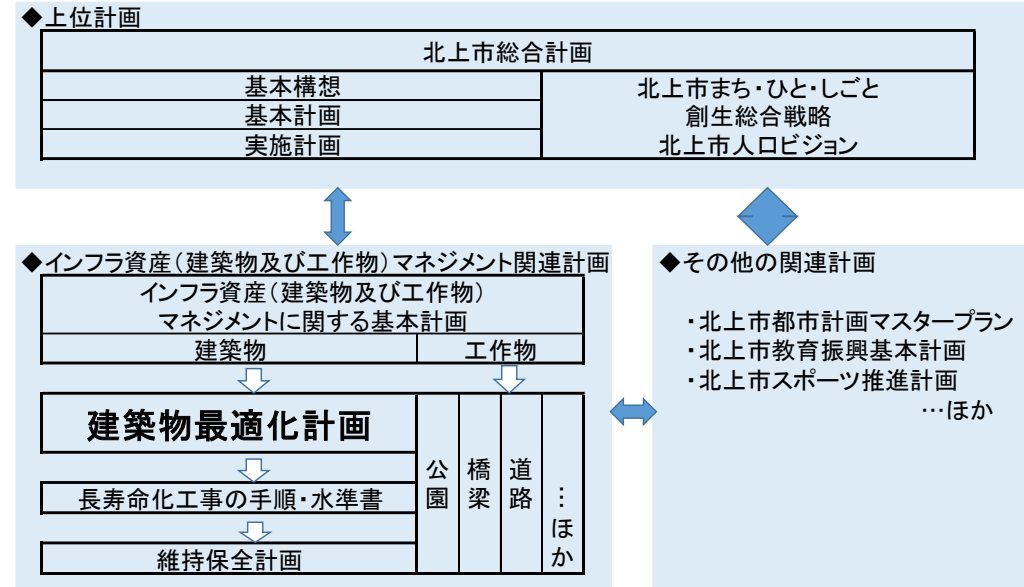 ◆上位計画
北上市総合計画
基本構想
基本計画
実施計画
北上市まち・ひと・しごと
創生総合戦略
北上市人口ビジョン
◆インフラ資産(建築物及び工作物)マネジメント関連計画
インフラ資産(建築物及び工作物)
マネジメントに関する基本計画
建築物
工作物
建築物最適化計画
長寿命化工事の手順・水準書
維持保全計画
公園
橋梁
道路
…ほか
◆その他の関連計画
・北上市都市計画マスタープラン
・北上市教育振興基本計画
・北上市スポーツ推進計画
…ほか